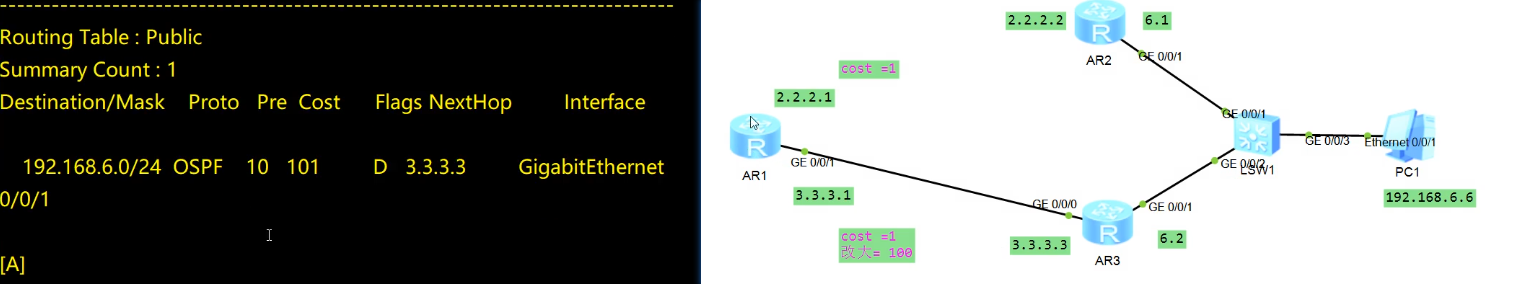 Routing Table : Public
Summary Count : 1
Destination/Mask Proto Pre Cost Flags NextHop Interface
192.168.6.0/24 OSPF 10 101 D 3.3.3.3 GigabitEthernet
0/0/1
[A]
2.2.2.2
R
6.1
AR2
GE 0/0/1
cost =1
2.2.2.1
R
GE 0/0/1
AR1
3.3.3.1
GE 0/0/1
GE 0/0/3
Ethernet 0/0/1
GE 0/0/2
LSW1
PC1
192.168.6.6
GE 0/0/0
GE 0/0/1
R
cost =1
改大= 100
3.3.3.3
6.2
AR3